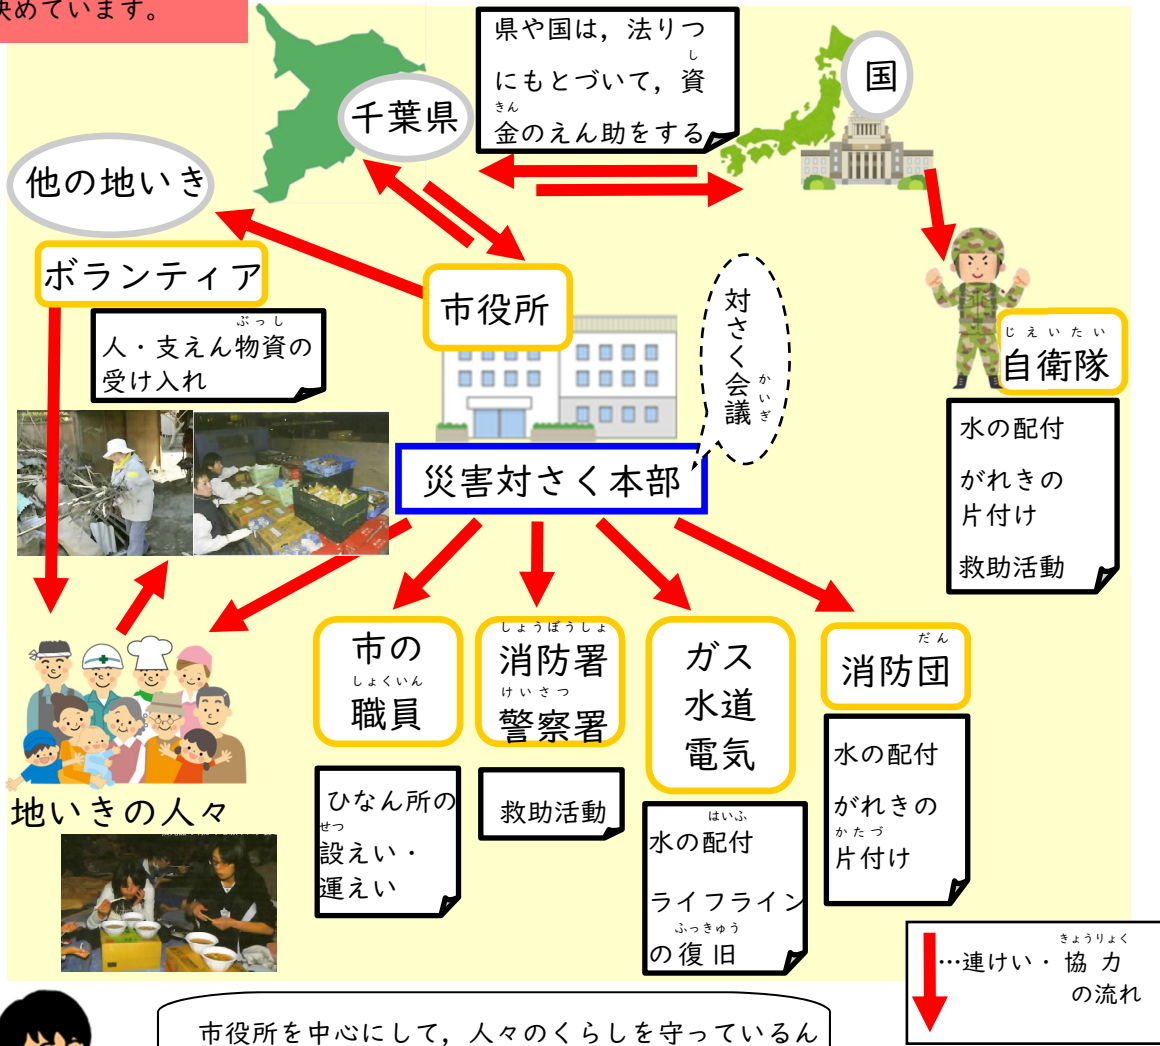 決めています。
県や国は，法りつ
にもとづいて，資
し
金のえん助をする
きん
千葉県
国
他の地いき
ボランティア
人・支えん物資の
ぶっし
受け入れ
市役所
対さく会議
かいぎ
自衛隊
じえいたい
水の配付
がれきの
片付け
救助活動
災害対さく本部
地いきの人々
市の
職員
しょくいん
ひなん所の
設えい・
せつ
運えい
消防署
しょうぼうしょ
警察署
けいさつ
救助活動
ガス
水道
電気
水の配付
はいふ
ライフライン
の復旧
ふっきゅう
消防団
だん
水の配付
がれきの
片付け
かたづ
…連けい・協力
きょうりょく
の流れ
市役所を中心にして，人々のくらしを守っているん